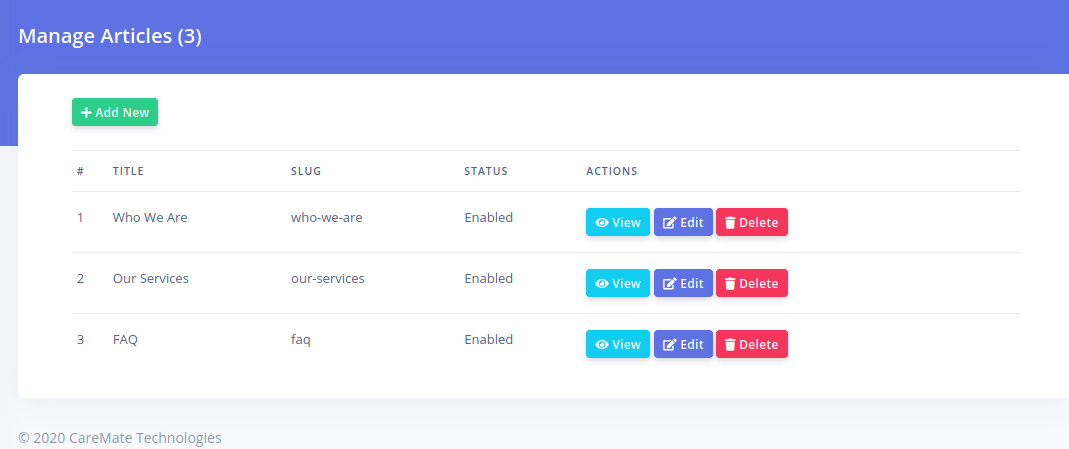 Manage Articles (3)
Add New
# TITLE SLUG STATUS ACTIONS
1 Who We Are who-we-are Enabled View Edit Delete
2 Our Services our-services Enabled View Edit Delete
3 FAQ faq Enabled View Edit Delete
© 2020 CareMate Technologies